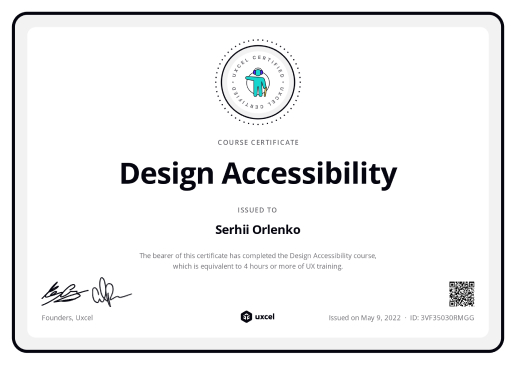 UXCEL CERTIFIED • UXCEL CERTIFIED •
COURSE CERTIFICATE
Design Accessibility
ISSUED TO
Serhii Orlenko
The bearer of this certificate has completed the Design Accessibility course,
which is equivalent to 4 hours or more of UX training.
Founders, Uxcel
uxcel
Issued on May 9, 2022 · ID: 3VF35030RMGG